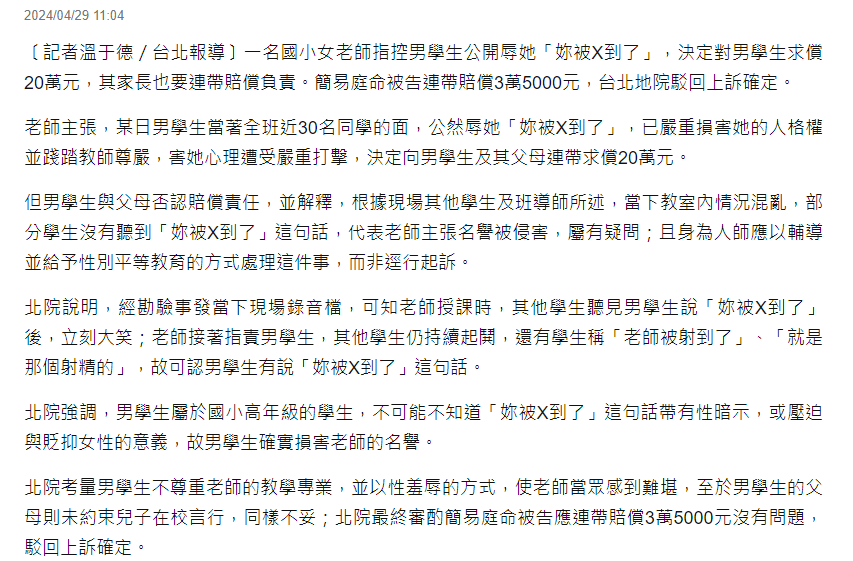 2024/04/29 11:04
〔記者溫于德／台北報導〕一名國小女老師指控男學生公開辱她「妳被X到了」，決定對男學生求償
20萬元，其家長也要連帶賠償負責。簡易庭命被告連帶賠償3萬5000元，台北地院駁回上訴確定。
老師主張，某日男學生當著全班近30名同學的面，公然辱她「妳被X到了」，已嚴重損害她的人格權
並踐踏教師尊嚴，害她心理遭受嚴重打擊，決定向男學生及其父母連帶求償20萬元。
但男學生與父母否認賠償責任，並解釋，根據現場其他學生及班導師所述，當下教室內情況混亂，部
分學生沒有聽到「妳被X到了」這句話，代表老師主張名譽被侵害，屬有疑問；且身為人師應以輔導
並給予性別平等教育的方式處理這件事，而非逕行起訴。
北院說明，經勘驗事發當下現場錄音檔，可知老師授課時，其他學生聽見男學生說「妳被X到了」
後，立刻大笑；老師接著指責男學生，其他學生仍持續起鬨，還有學生稱「老師被射到了」、「就是
那個射精的」，故可認男學生有說「妳被X到了」這句話。
北院強調，男學生屬於國小高年級的學生，不可能不知道「妳被X到了」這句話帶有性暗示，或壓迫
與貶抑女性的意義，故男學生確實損害老師的名譽。
北院考量男學生不尊重老師的教學專業，並以性羞辱的方式，使老師當眾感到難堪，至於男學生的父
母則未約束兒子在校言行，同樣不妥；北院最終審酌簡易庭命被告應連帶賠償3萬5000元沒有問題，
駁回上訴確定。